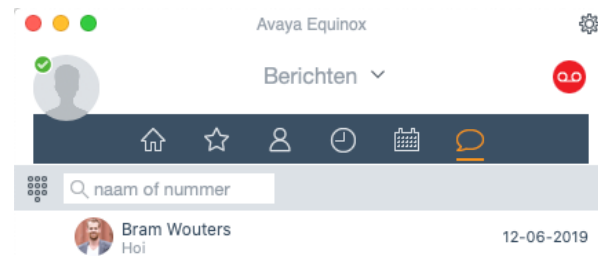 Avaya Equinox
Berichten
naam of nummer
Bram Wouters
12-06-2019
Hoi